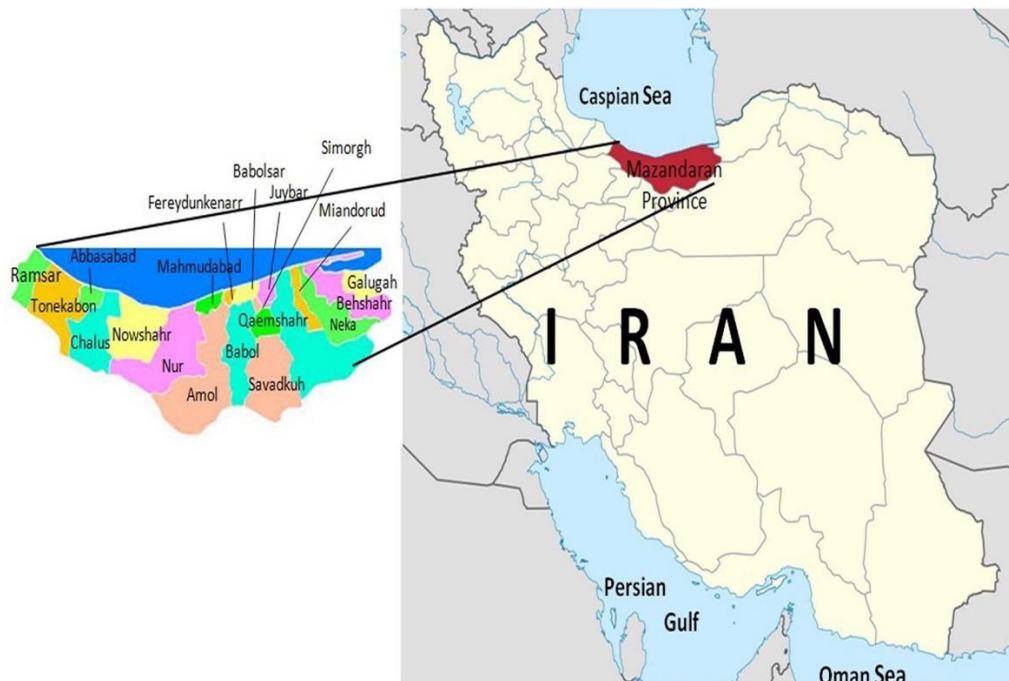 Simorgh
Babolsar
Juybar
Fereydunkenarr
Miandorud
Abbasabad
Mahmudabad
Ramsar
Galugah
Tonekabon
Behshahr
Qaemshahr
Neka
Nowshahr
Chalus
Babol
Nur
Savadkuh
Amol
Caspian Sea
Mazandaran
Province
I R A N
Persian
Gulf
Oman Sea